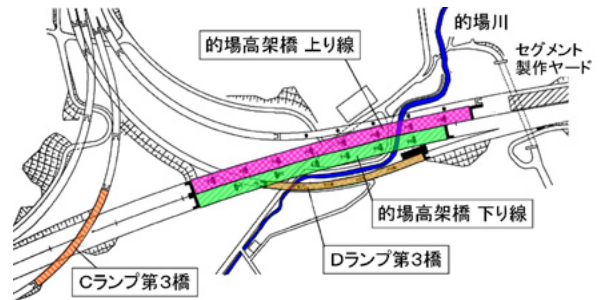 的場川
的場高架橋 上り線
セグメント
製作ヤード
的場高架橋 下り線
Dランプ第3橋
Cランプ第3橋